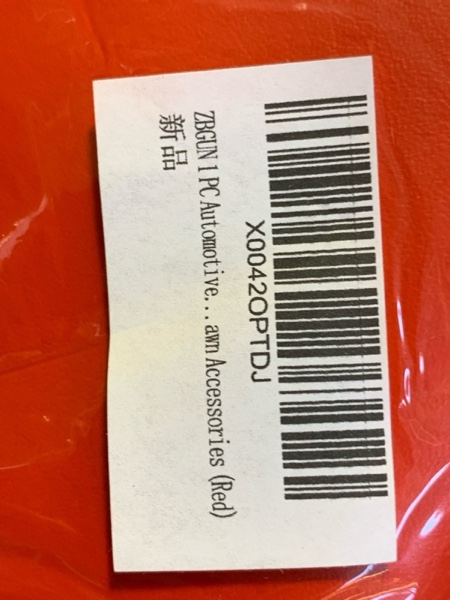 X0042OPTDJ
ZBGUN 1 PC Automotive...awn Accessories (Red)
新品